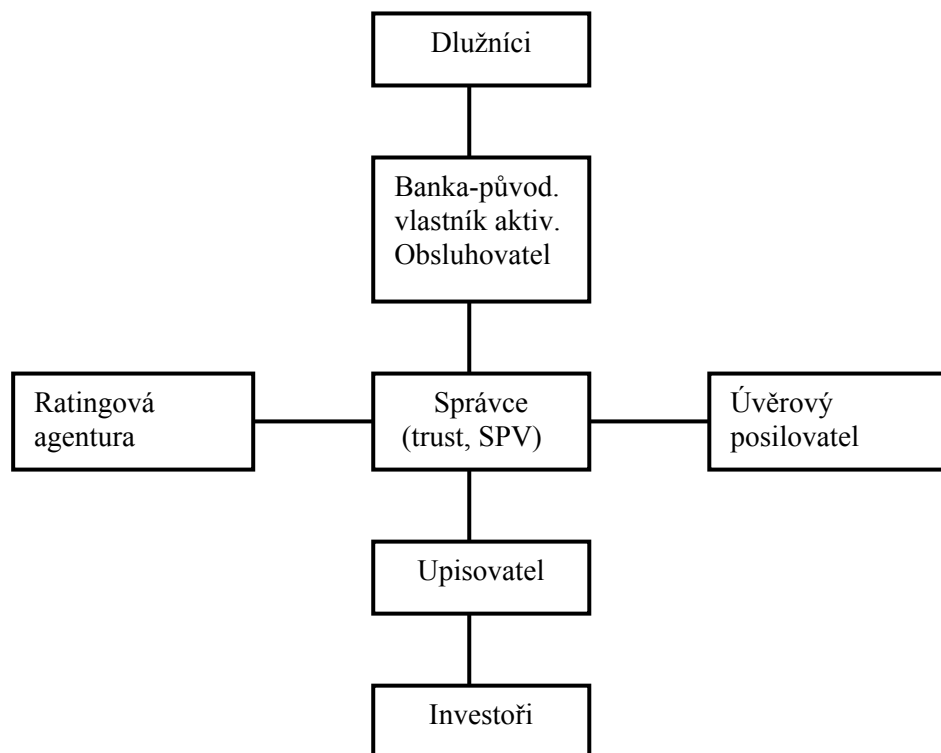 Dlužníci
Banka-původ.
vlastník aktiv.
Obsluhovatel
Ratingová
agentura
Správce
(trust, SPV)
Úvěrový
posilovatel
Upisovatel
Investoři